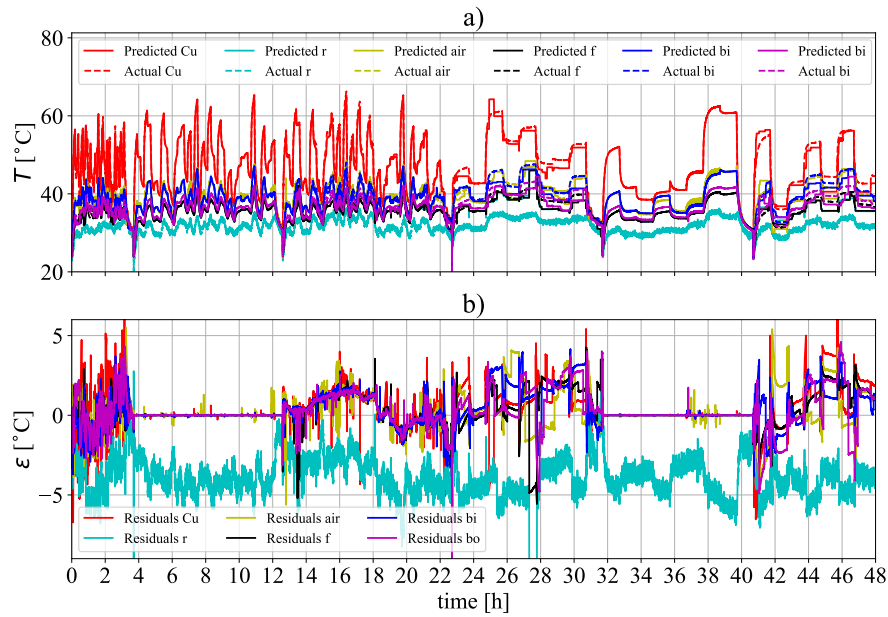 a)
80
60
40
20
T [°C]
Predicted Cu Predicted r Predicted air Predicted f Predicted bi Predicted bi
Actual Cu Actual r Actual air Actual f Actual bi Actual bi
b)
5
0
−5
ε [°C]
Residuals Cu Residuals air Residuals bi
Residuals r Residuals f Residuals bo
0 2 4 6 8 10 12 14 16 18 20 22 24 26 28 30 32 34 36 38 40 42 44 46 48
time [h]